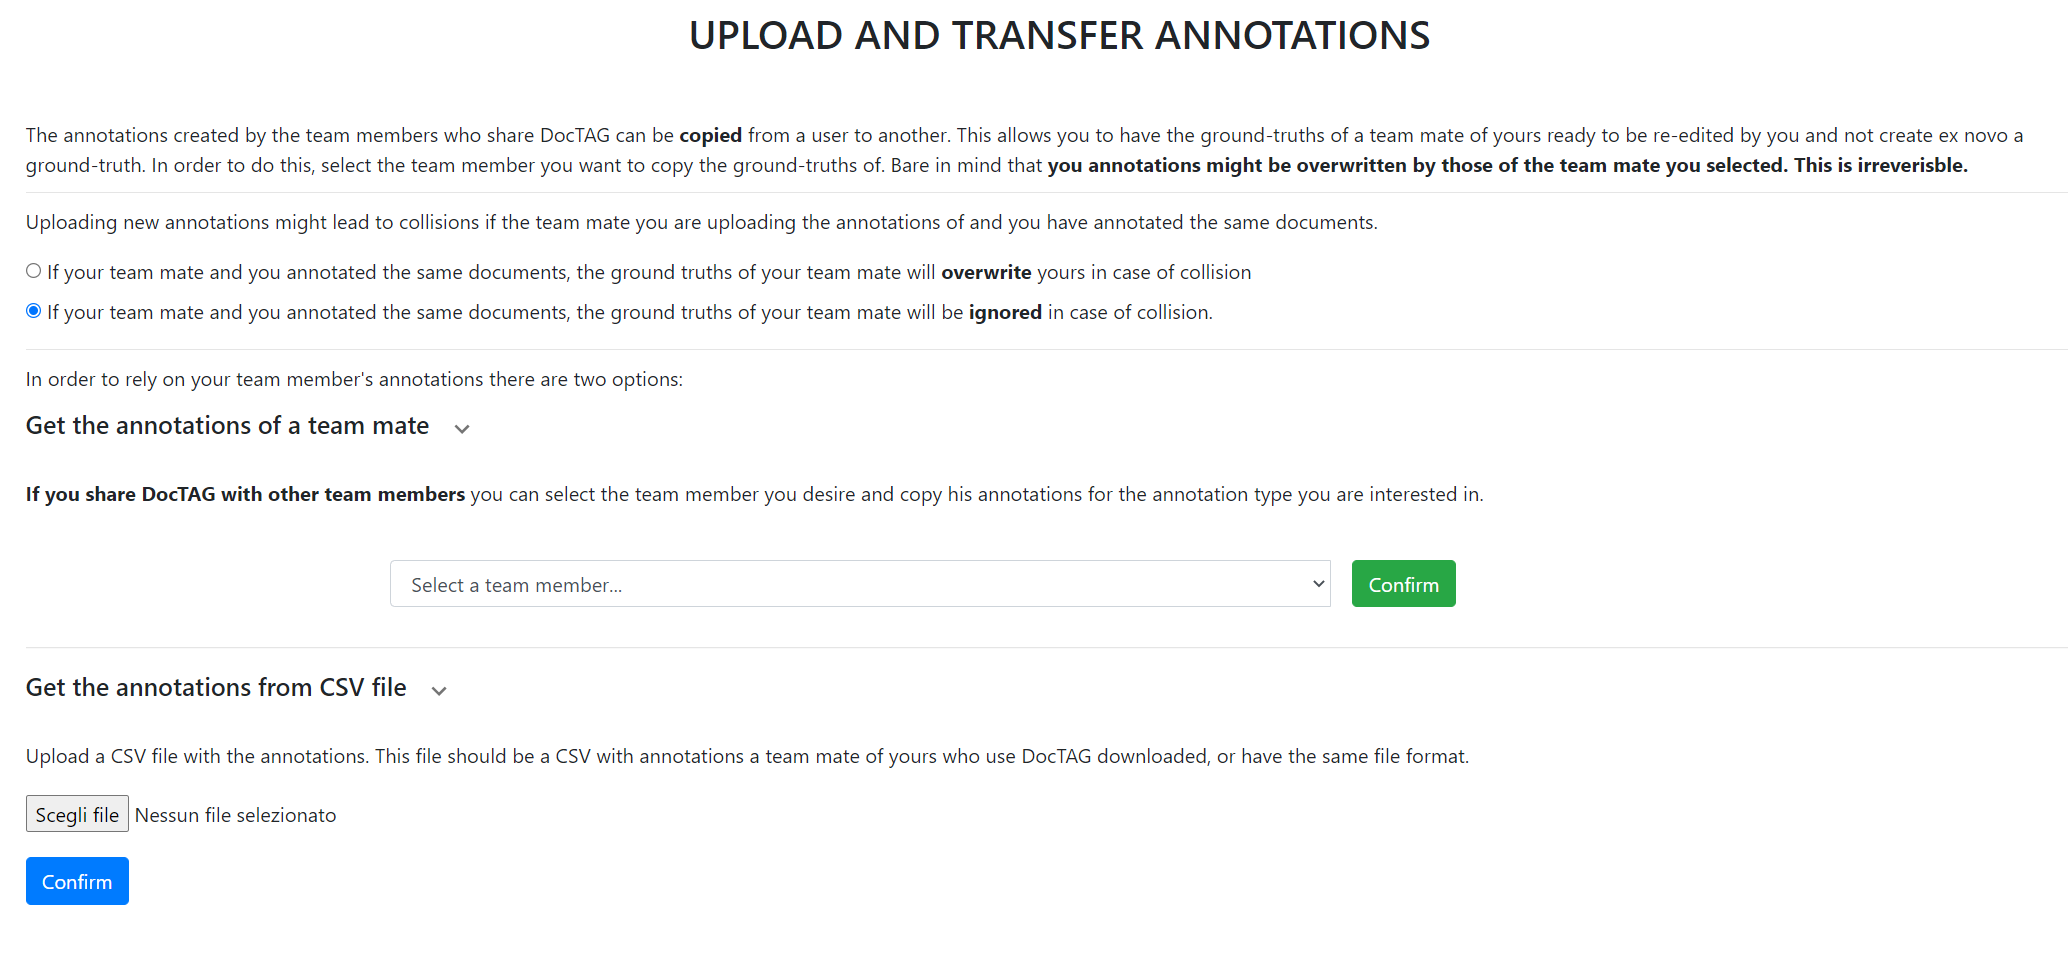 UPLOAD AND TRANSFER ANNOTATIONS
The annotations created by the team members who share DocTAG can be copied from a user to another. This allows you to have the ground-truths of a team mate of yours ready to be re-edited by you and not create ex novo a
ground-truth. In order to do this, select the team member you want to copy the ground-truths of. Bare in mind that you annotations might be overwritten by those of the team mate you selected. This is irreverisble.
Uploading new annotations might lead to collisions if the team mate you are uploading the annotations of and you have annotated the same documents.
If your team mate and you annotated the same documents, the ground truths of your team mate will overwrite yours in case of collision
If your team mate and you annotated the same documents, the ground truths of your team mate will be ignored in case of collision.
In order to rely on your team member's annotations there are two options:
Get the annotations of a team mate
If you share DocTAG with other team members you can select the team member you desire and copy his annotations for the annotation type you are interested in.
Select a team member...
Confirm
Get the annotations from CSV file
Upload a CSV file with the annotations. This file should be a CSV with annotations a team mate of yours who use DocTAG downloaded, or have the same file format.
Scegli file Nessun file selezionato
Confirm